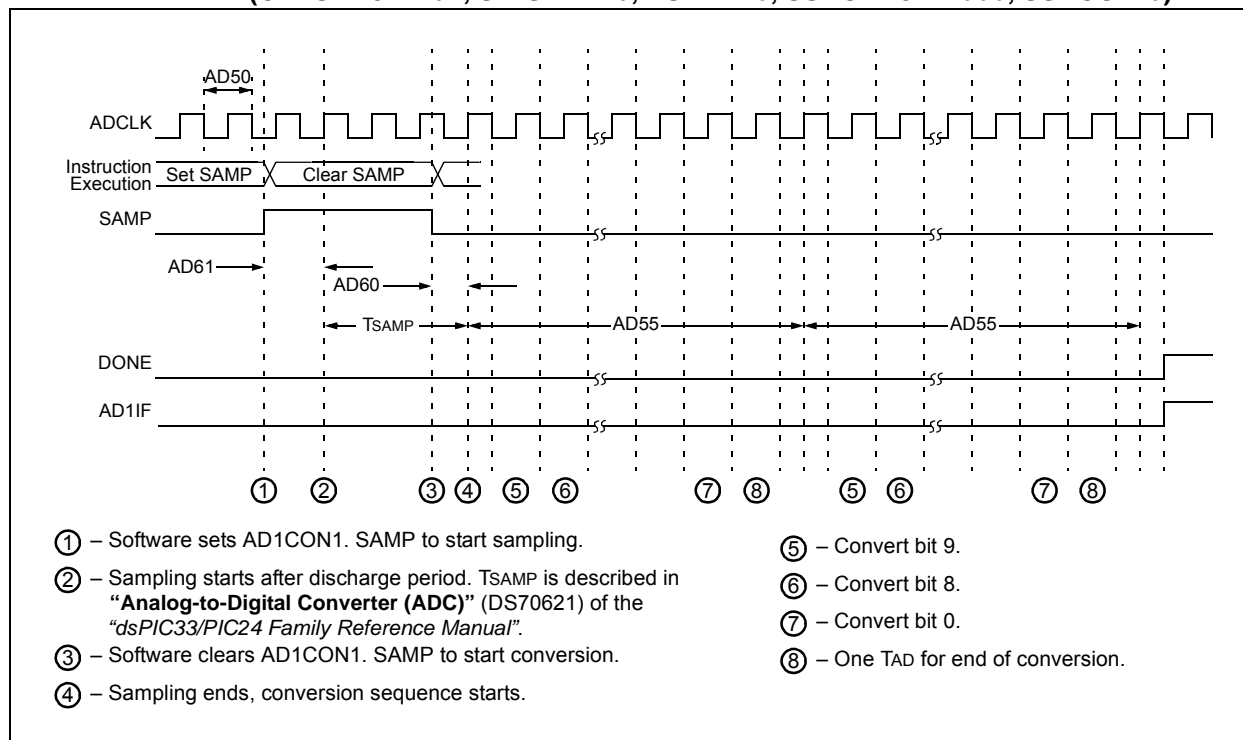 AD50
ADCLK
Instruction
Execution
Set SAMP
Clear SAMP
SAMP
AD61
AD60
TSAMP
AD55
AD55
DONE
AD1IF
1 2 3 4 5 6 7 8 5 6 7 8
1 – Software sets AD1CON1. SAMP to start sampling.
2 – Sampling starts after discharge period. TSAMP is described in
“Analog-to-Digital Converter (ADC)” (DS70621) of the
“dsPIC33/PIC24 Family Reference Manual”.
3 – Software clears AD1CON1. SAMP to start conversion.
4 – Sampling ends, conversion sequence starts.
5 – Convert bit 9.
6 – Convert bit 8.
7 – Convert bit 0.
8 – One TAD for end of conversion.